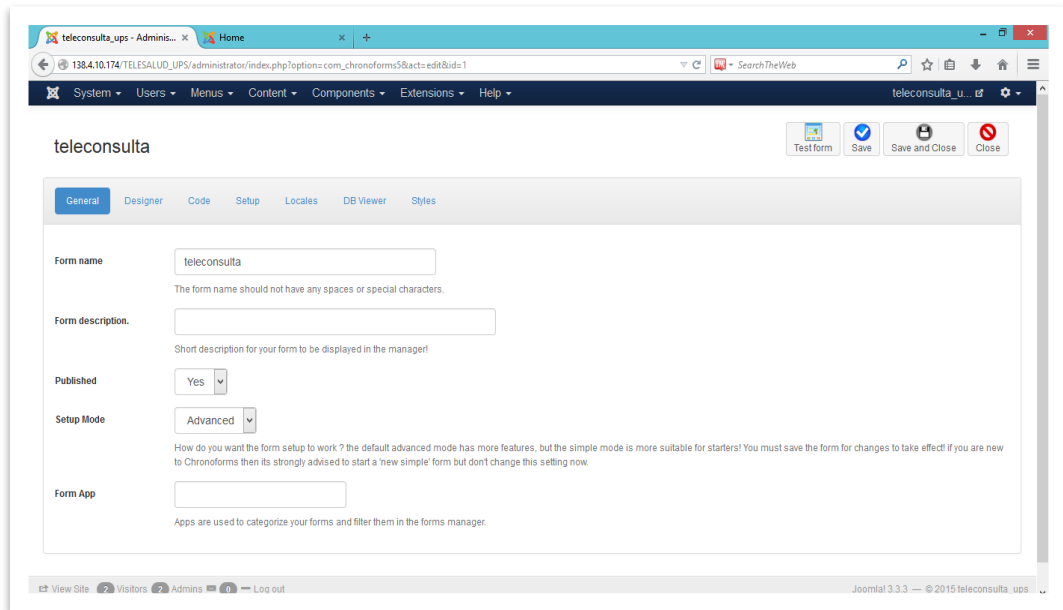 teleconsulta_ups - Adminis... × Home × +
138.4.10.174/TELESALUD_UPS/administrator/index.php?option=com_chronoforms5&act=edit&id=1 SearchTheWeb
System Users Menus Content Components Extensions Help teleconsulta_u...
teleconsulta
Test form Save Save and Close Close
General Designer Code Setup Locales DB Viewer Styles
Form name teleconsulta
The form name should not have any spaces or special characters.
Form description.
Short description for your form to be displayed in the manager!
Published Yes
Setup Mode Advanced
How do you want the form setup to work ? the default advanced mode has more features, but the simple mode is more suitable for starters! You must save the form for changes to take effect! if you are new
to Chronoforms then its strongly advised to start a 'new simple' form but don't change this setting now.
Form App
Apps are used to categorize your forms and filter them in the forms manager.
View Site 2 Visitors 2 Admins 0 Log out Joomla! 3.3.3 — © 2015 teleconsulta_ups